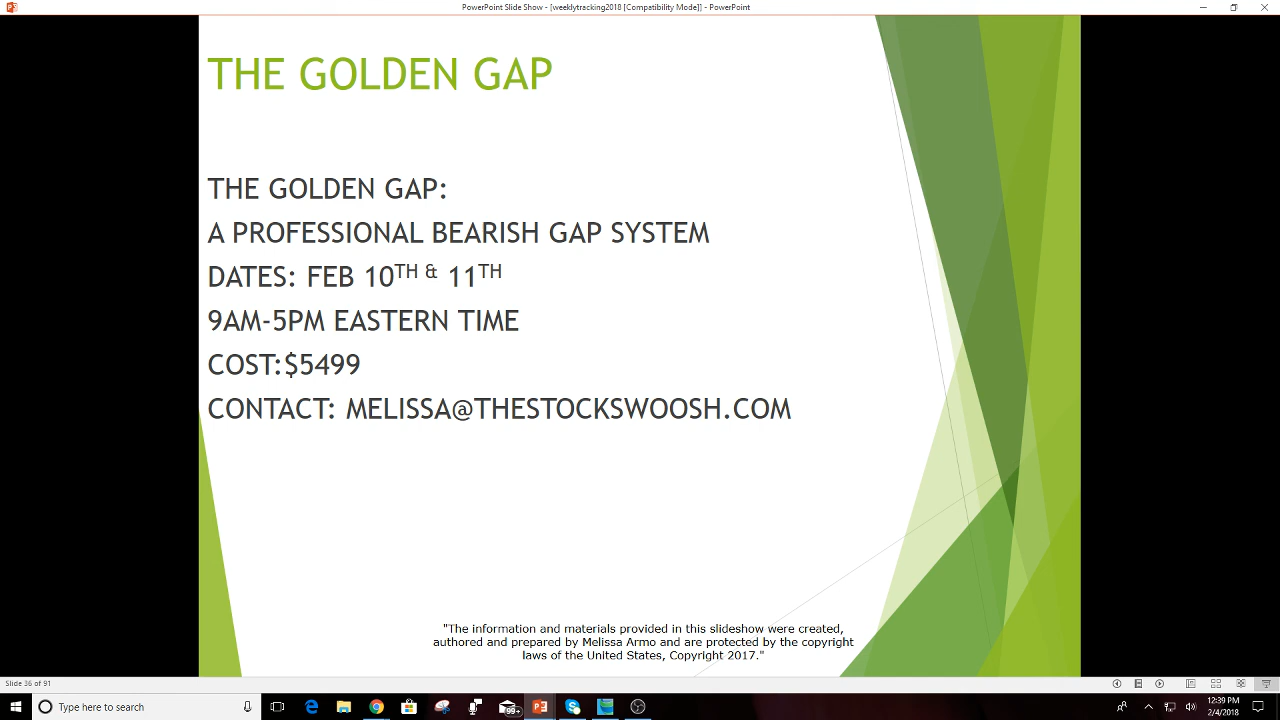 PowerPoint Slide Show - [weeklytracking2018 [Compatibility Mode]] - PowerPoint
THE GOLDEN GAP
THE GOLDEN GAP:
A PROFESSIONAL BEARISH GAP SYSTEM
DATES: FEB 10TH & 11TH
9AM-5PM EASTERN TIME
COST:$5499
CONTACT: MELISSA@THESTOCKSWOOSH.COM
"The information and materials provided in this slideshow were created,
authored and prepared by Melissa Armo and are protected by the copyright
laws of the United States, Copyright 2017."
Slide 36 of 91
Type here to search
99+
12:39 PM
2/4/2018